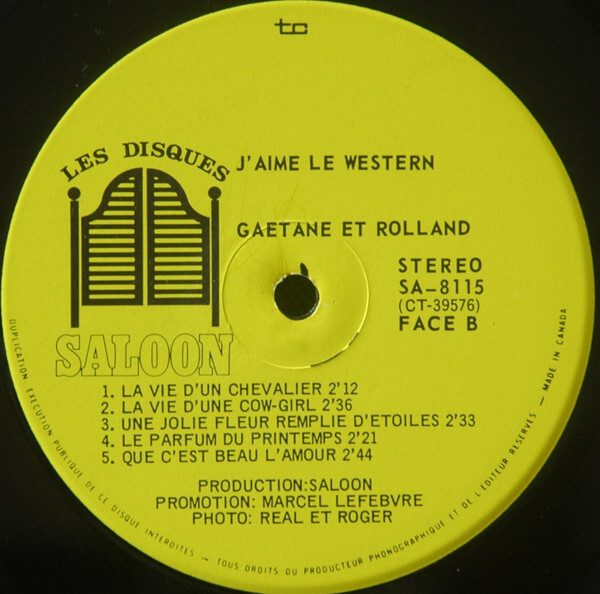 tc
LES DISQUES
SALOON
J'AIME LE WESTERN
GAETANE ET ROLLAND
STEREO
SA-8115
(CT-39576)
FACE B
1. LA VIE D'UN CHEVALIER 2'12
2. LA VIE D'UNE COW-GIRL 2'36
3. UNE JOLIE FLEUR REMPLIE D'ETOILES 2'33
4. LE PARFUM DU PRINTEMPS 2'21
5. QUE C'EST BEAU L'AMOUR 2'44
PRODUCTION:SALOON
PROMOTION: MARCEL LEFEBVRE
PHOTO: REAL ET ROGER
DUPLICATION, EXECUTION PUBLIQUE DE CE DISQUE INTERDITES — TOUS DROITS DU PRODUCTEUR PHONOGRAPHIQUE ET DE L'EDITEUR RESERVES — MADE IN CANADA